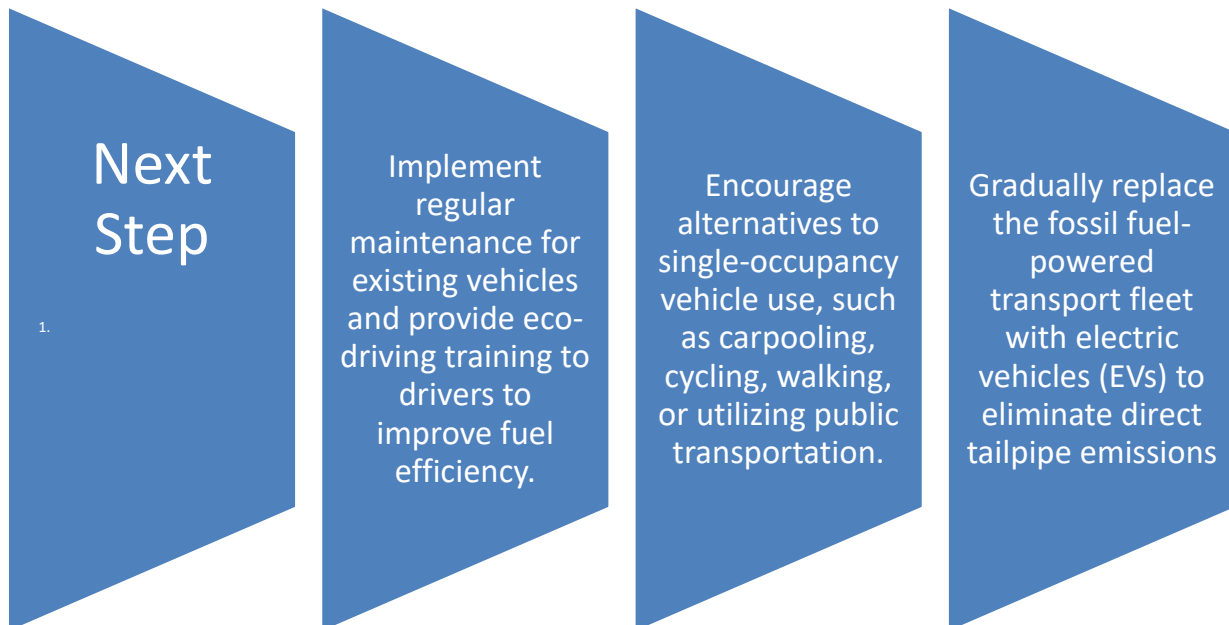 Next
Step
1.
Implement
regular
maintenance for
existing vehicles
and provide eco-
driving training to
drivers to
improve fuel
efficiency.
Encourage
alternatives to
single-occupancy
vehicle use, such
as carpooling,
cycling, walking,
or utilizing public
transportation.
Gradually replace
the fossil fuel-
powered
transport fleet
with electric
vehicles (EVs) to
eliminate direct
tailpipe emissions